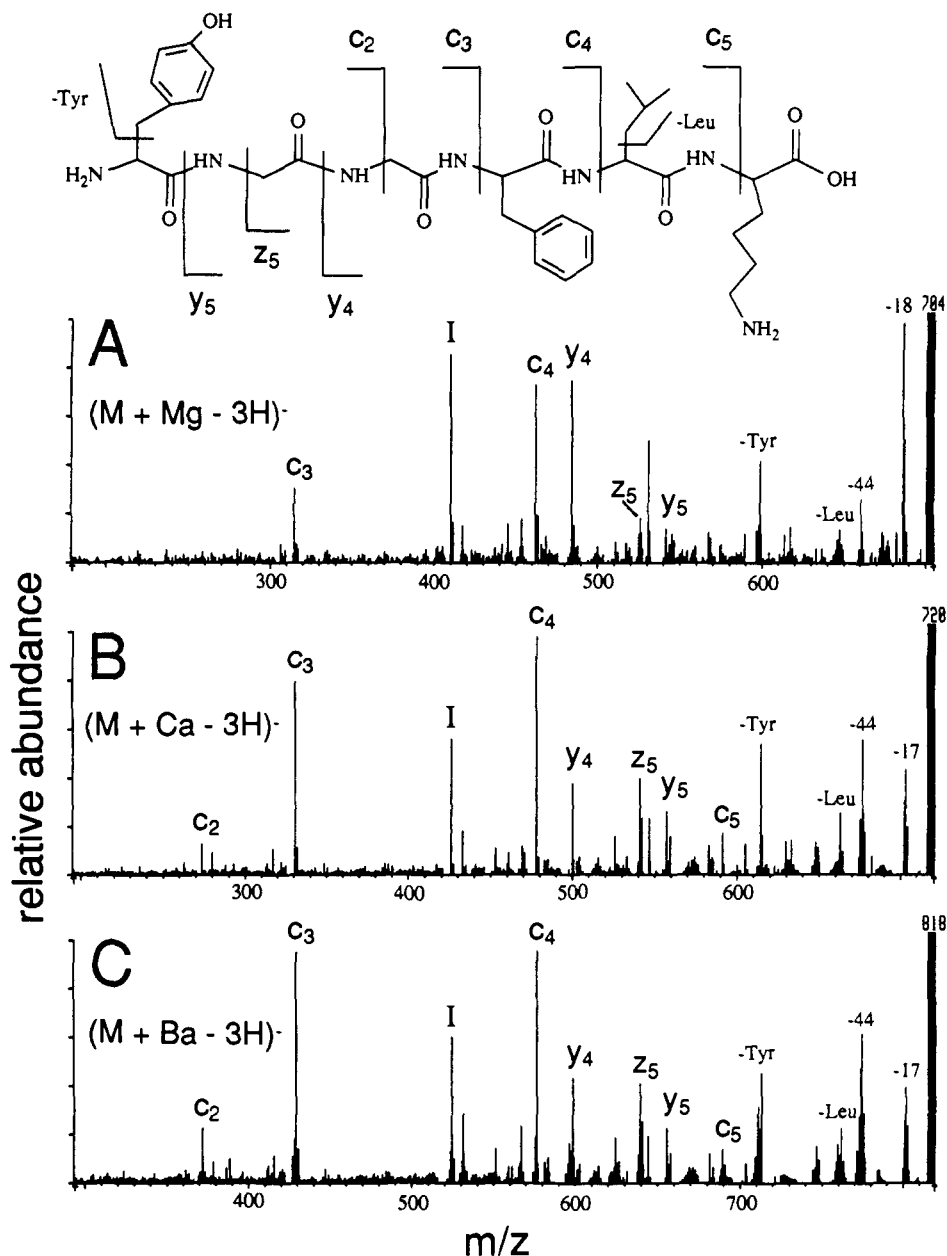 OH
C2
C3
C4
C5
-Tyr
-Leu
O
O
O
HN
HN
HN
H2N
NH
HN
OH
O
O
O
z5
y5
y4
NH2
A
(M + Mg - 3H)-
C3
I
C4
y4
z5
y5
-Tyr
-Leu
-44
-18
704
300
400
500
600
B
(M + Ca - 3H)-
C2
C3
I
C4
y4
z5
y5
C5
-Tyr
-Leu
-44
-17
720
300
400
500
600
C
(M + Ba - 3H)-
C2
C3
I
C4
y4
z5
y5
C5
-Tyr
-Leu
-44
-17
818
400
500
600
700
relative abundance
m/z